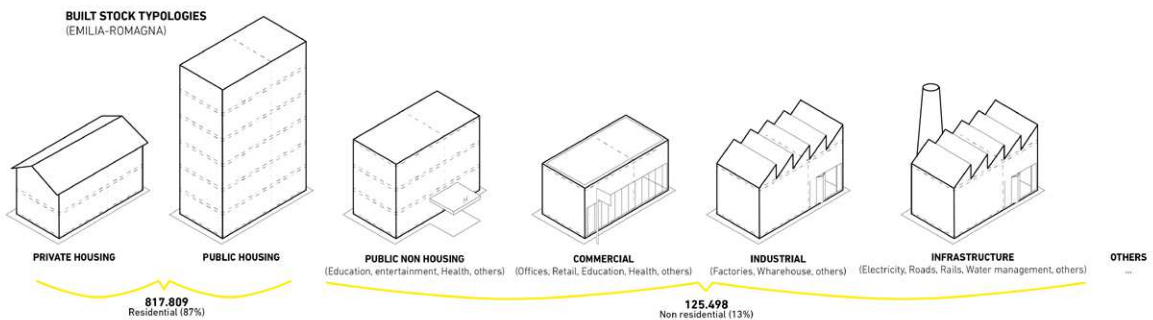 BUILT STOCK TYPOLOGIES
(EMILIA-ROMAGNA)
PRIVATE HOUSING
PUBLIC HOUSING
PUBLIC NON HOUSING
(Education, entertainment, Health, others)
COMMERCIAL
(Offices, Retail, Education, Health, others)
INDUSTRIAL
(Factories, Wharehouse, others)
INFRASTRUCTURE
(Electricity, Roads, Rails, Water management, others)
OTHERS
...
817.809
Residential (87%)
125.498
Non residential (13%)